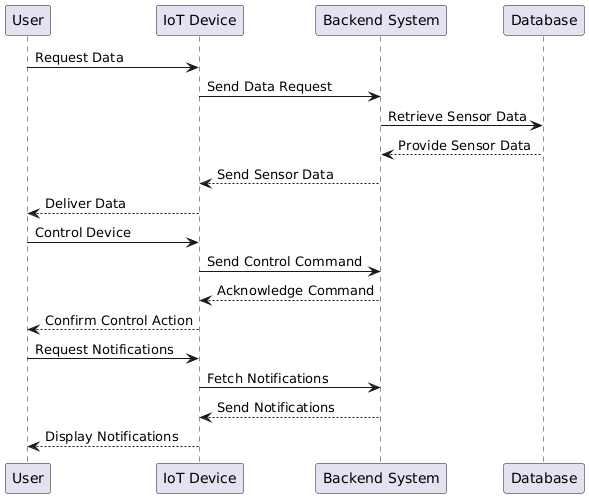 User IoT Device Backend System Database
Request Data
Send Data Request
Retrieve Sensor Data
Provide Sensor Data
Send Sensor Data
Deliver Data
Control Device
Send Control Command
Acknowledge Command
Confirm Control Action
Request Notifications
Fetch Notifications
Send Notifications
Display Notifications
User IoT Device Backend System Database